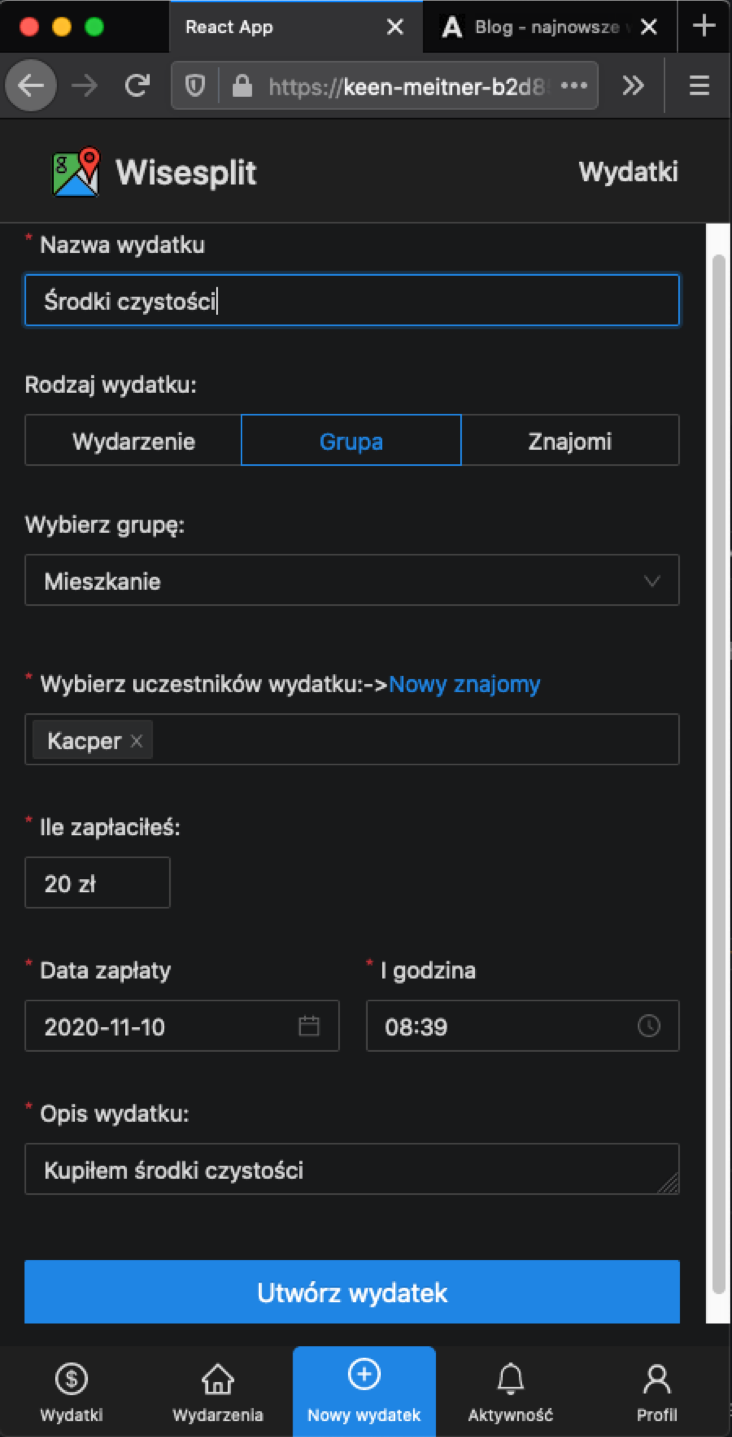 React App
Blog - najnowsze
https://keen-meitner-b2d8
Wisesplit
Wydatki
* Nazwa wydatku
Środki czystości
Rodzaj wydatku:
Wydarzenie Grupa Znajomi
Wybierz grupę:
Mieszkanie
* Wybierz uczestników wydatku:->Nowy znajomy
Kacper
* Ile zapłaciłeś:
20 zł
* Data zapłaty * I godzina
2020-11-10 08:39
* Opis wydatku:
Kupiłem środki czystości
Utwórz wydatek
Wydatki Wydarzenia Nowy wydatek Aktywność Profil